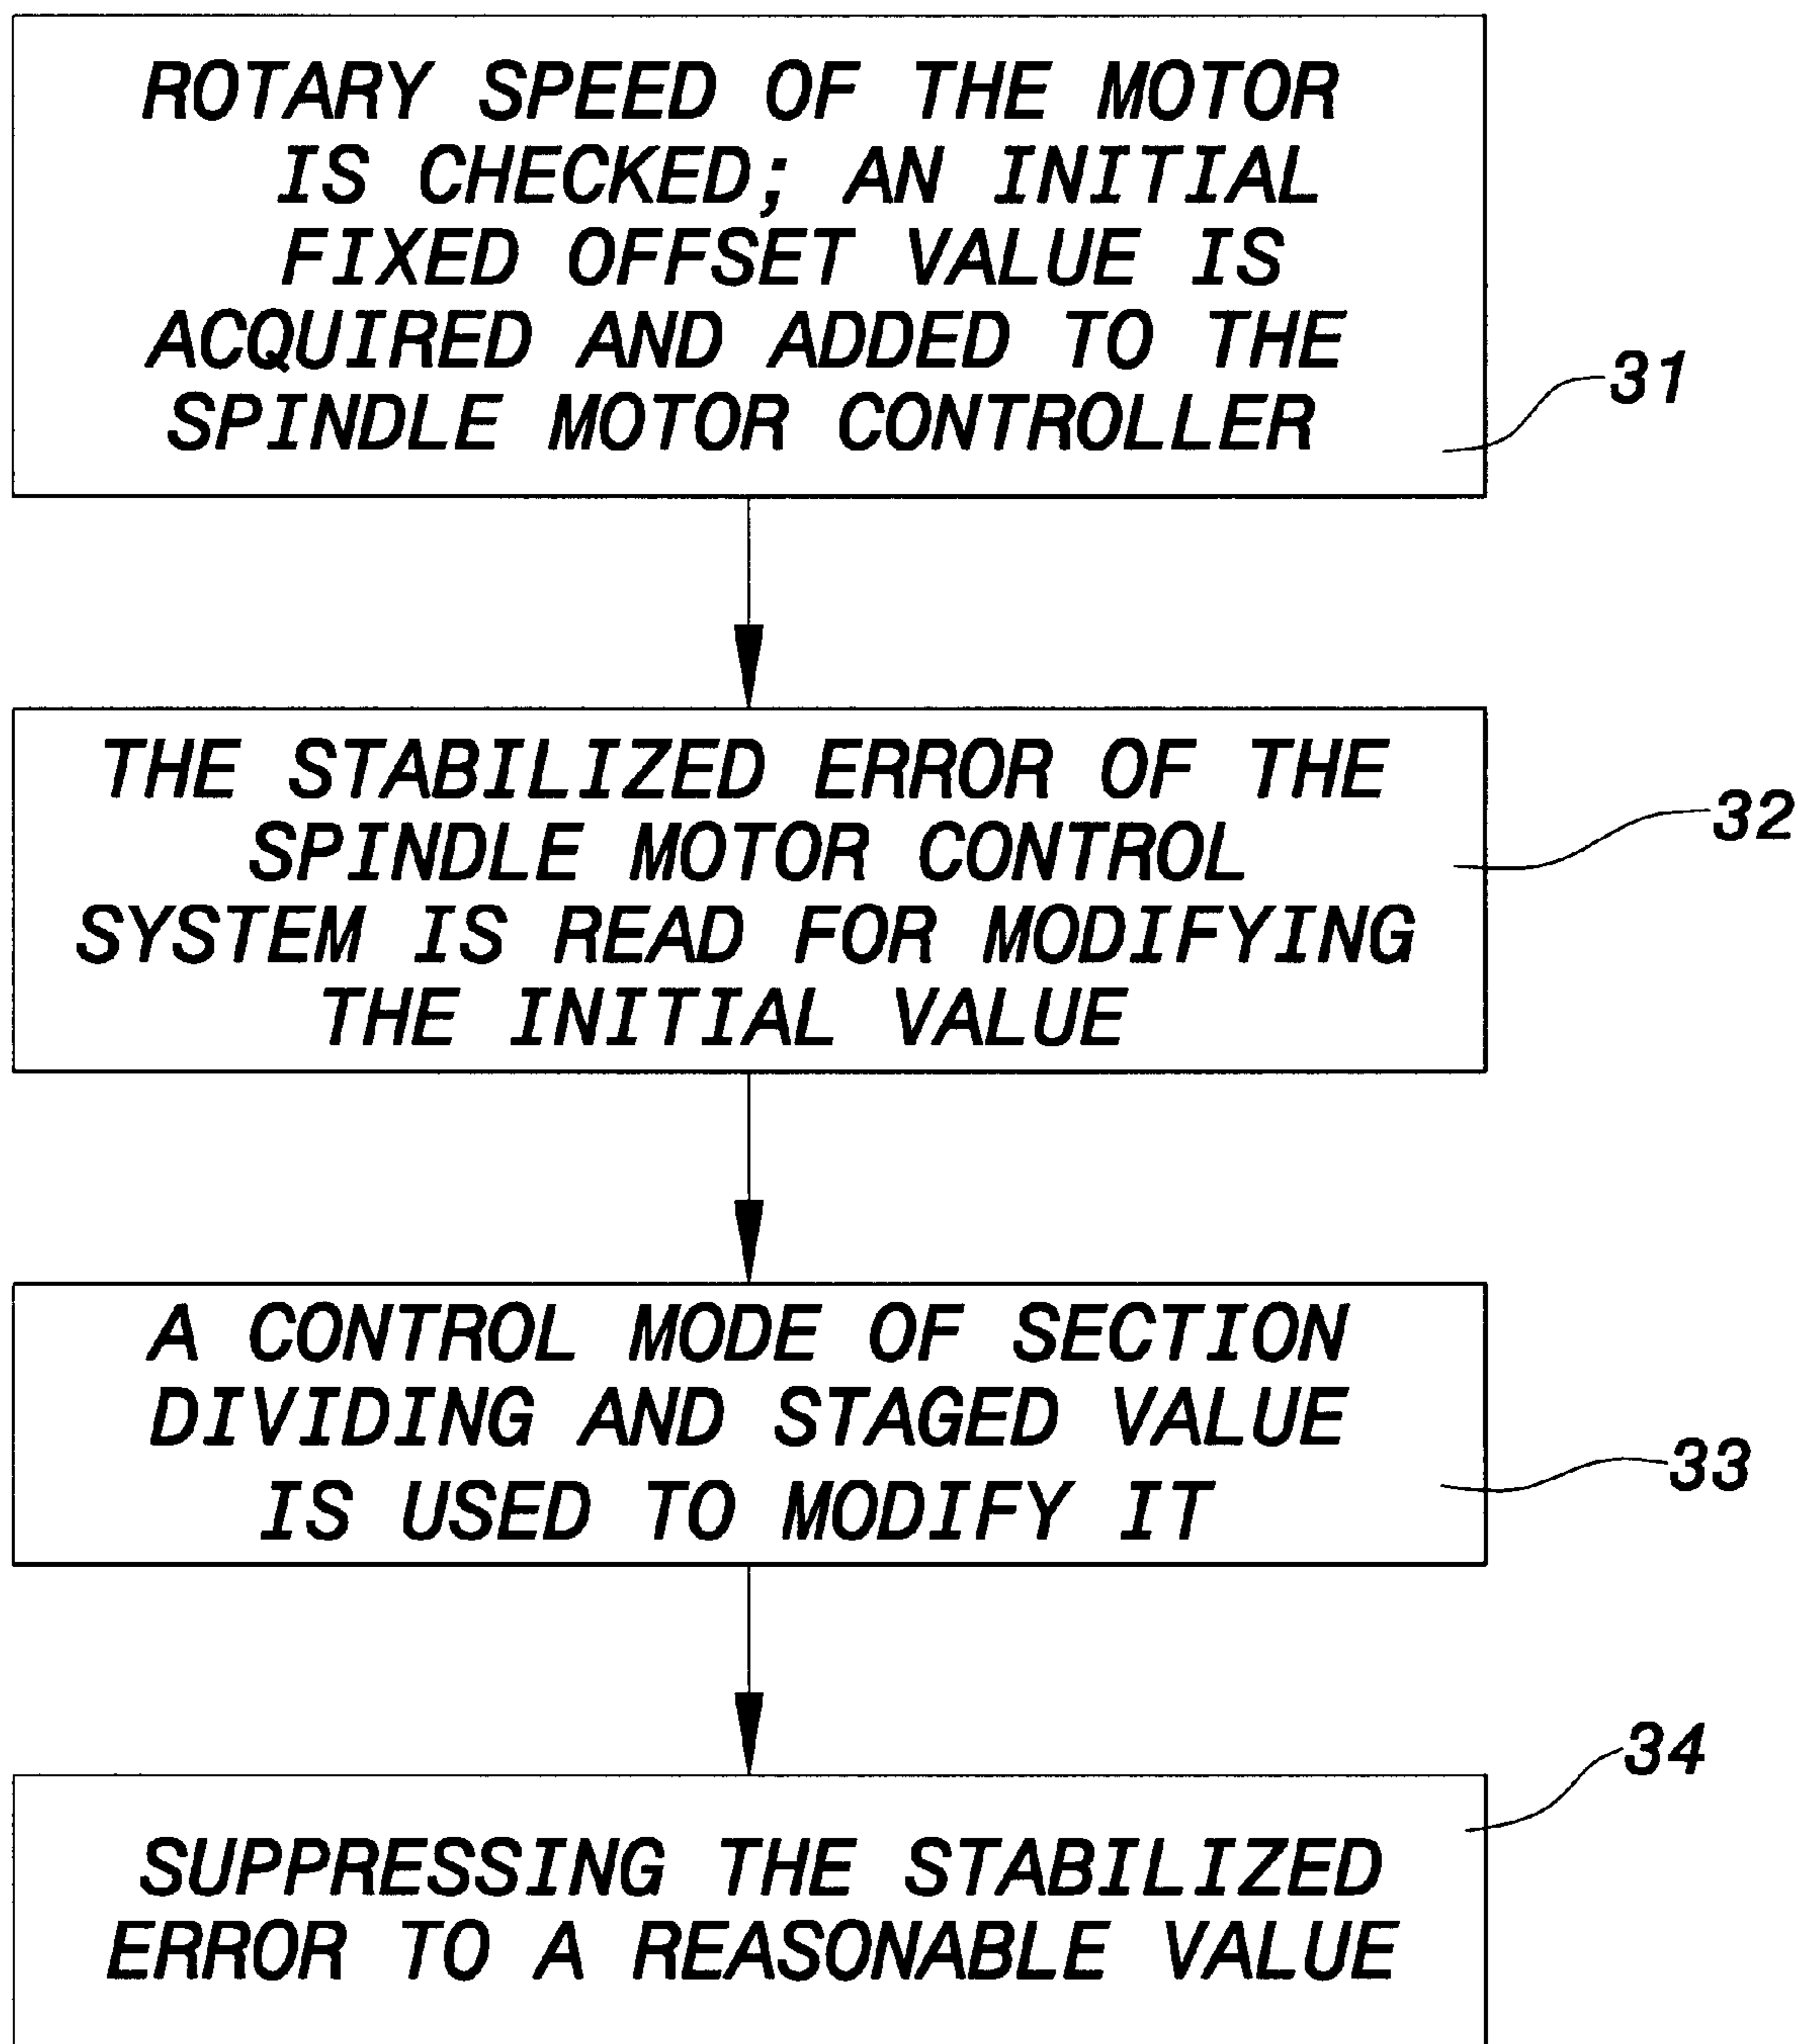 ROTARY SPEED OF THE MOTOR
IS CHECKED; AN INITIAL
FIXED OFFSET VALUE IS
ACQUIRED AND ADDED TO THE
SPINDLE MOTOR CONTROLLER
31
THE STABILIZED ERROR OF THE
SPINDLE MOTOR CONTROL
SYSTEM IS READ FOR MODIFYING
THE INITIAL VALUE
32
A CONTROL MODE OF SECTION
DIVIDING AND STAGED VALUE
IS USED TO MODIFY IT
33
34
SUPPRESSING THE STABILIZED
ERROR TO A REASONABLE VALUE